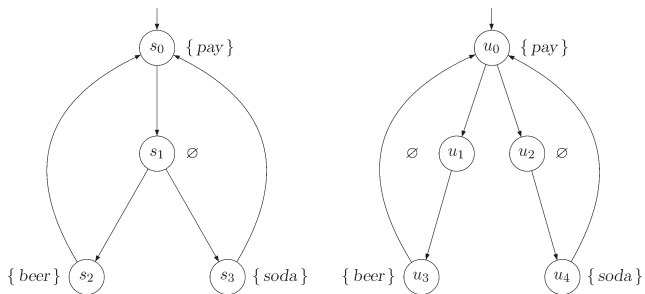 s₀ { pay } u₀ { pay }
s₁ ∅ ∅ u₁ u₂ ∅
{ beer } s₂ s₃ { soda } { beer } u₃ u₄ { soda }